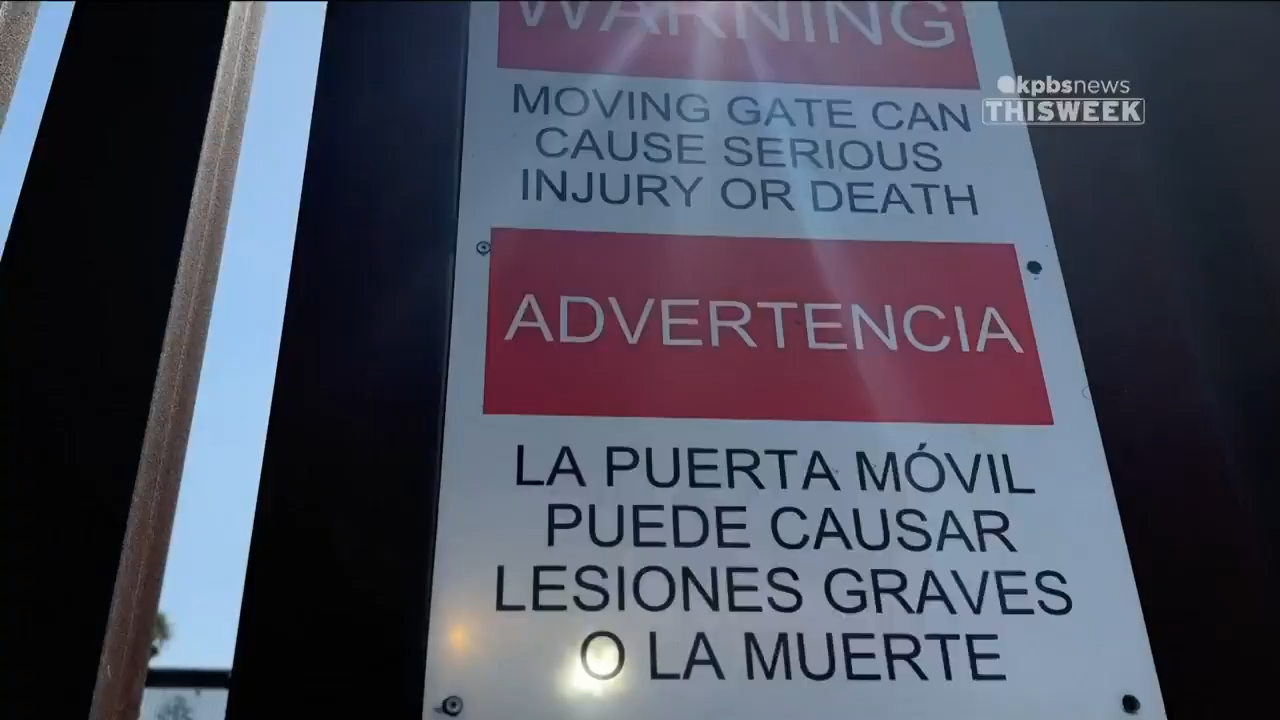 WARNING
MOVING GATE CAN
CAUSE SERIOUS
INJURY OR DEATH
ADVERTENCIA
LA PUERTA MÓVIL
PUEDE CAUSAR
LESIONES GRAVES
O LA MUERTE
kpbsnews
THISWEEK